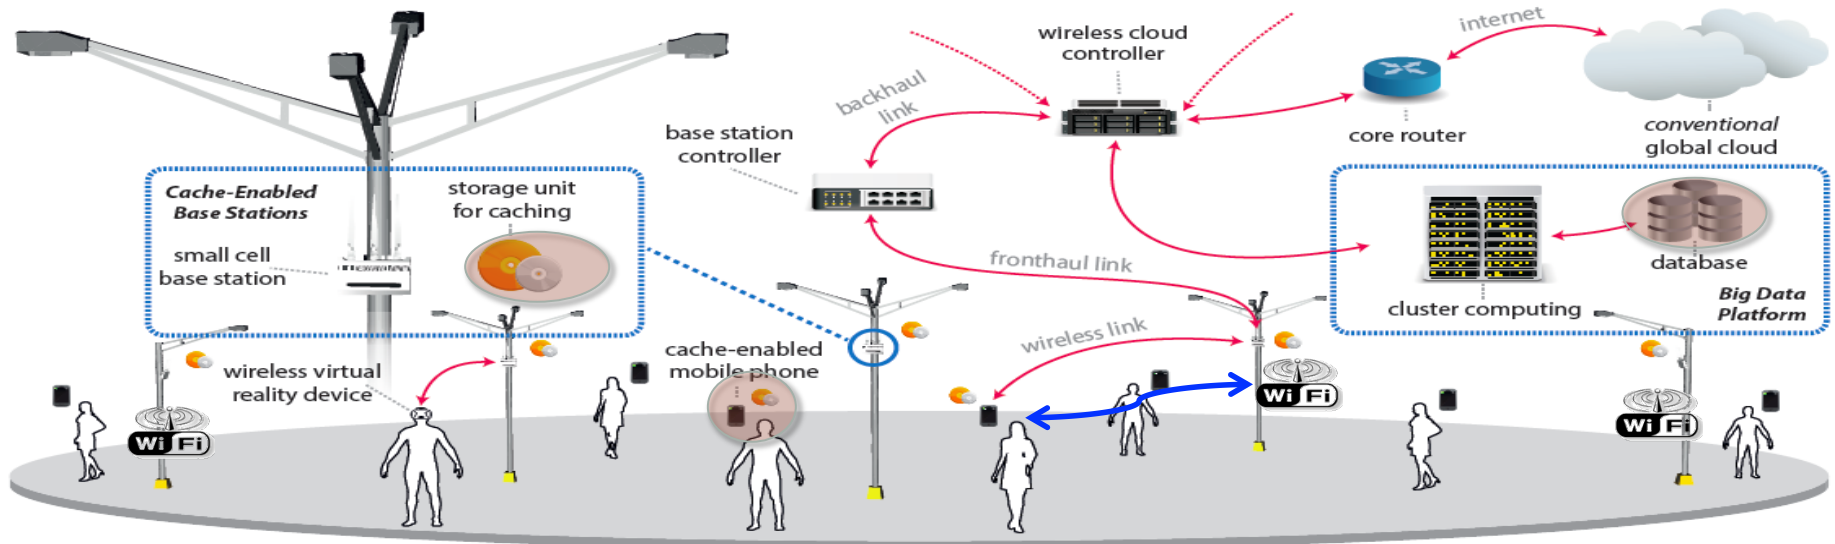 internet
wireless cloud
controller
backhaul
link
base station
controller
core router
conventional
global cloud
Cache-Enabled
Base Stations
storage unit
for caching
small cell
base station
fronthaul link
database
cluster computing
Big Data
Platform
wireless link
cache-enabled
mobile phone
wireless virtual
reality device
Wi Fi
Wi Fi
Wi Fi